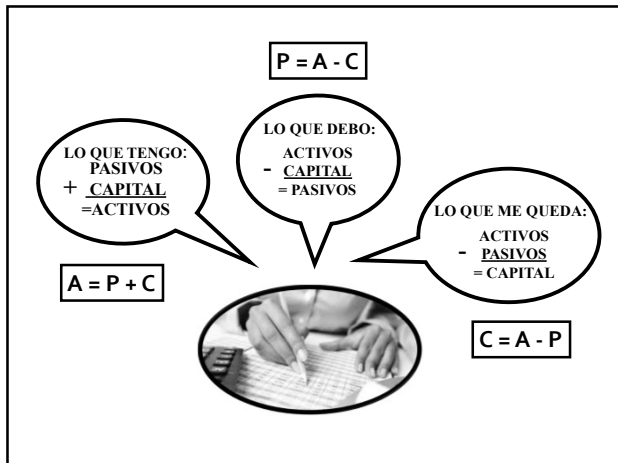 P = A - C
LO QUE DEBO:
ACTIVOS
- CAPITAL
= PASIVOS
LO QUE TENGO:
PASIVOS
+ CAPITAL
=ACTIVOS
A = P + C
LO QUE ME QUEDA:
ACTIVOS
- PASIVOS
= CAPITAL
C = A - P